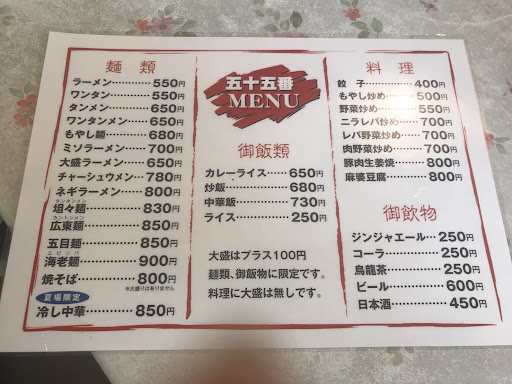 麺類
ラーメン……… 550円
ワンタン……… 550円
タンメン……… 650円
ワンタンメン… 650円
もやし麺……… 680円
ミソラーメン… 700円
大盛ラーメン… 650円
チャーシュウメン… 780円
ネギラーメン… 800円
タンタンメン
坦々麺……… 830円
カントンメン
広東麺……… 850円
五目麺……… 850円
エビソバ
海老麺……… 900円
焼そば……… 800円
※大盛りは有りません
夏場限定
冷し中華……… 850円
五十五番
MENU
御飯類
カレーライス… 650円
炒飯………… 680円
中華飯……… 730円
ライス……… 250円
大盛はプラス100円
麺類、御飯物に限定です。
料理に大盛は無しです。
料理
餃子………… 400円
もやし炒め…… 500円
野菜炒め…… 550円
ニラレバ炒め… 700円
レバ野菜炒め… 700円
肉野菜炒め… 700円
豚肉生姜焼… 800円
麻婆豆腐…… 800円
御飲物
ジンジャエール… 250円
コーラ……… 250円
烏龍茶……… 250円
ビール……… 600円
日本酒……… 450円